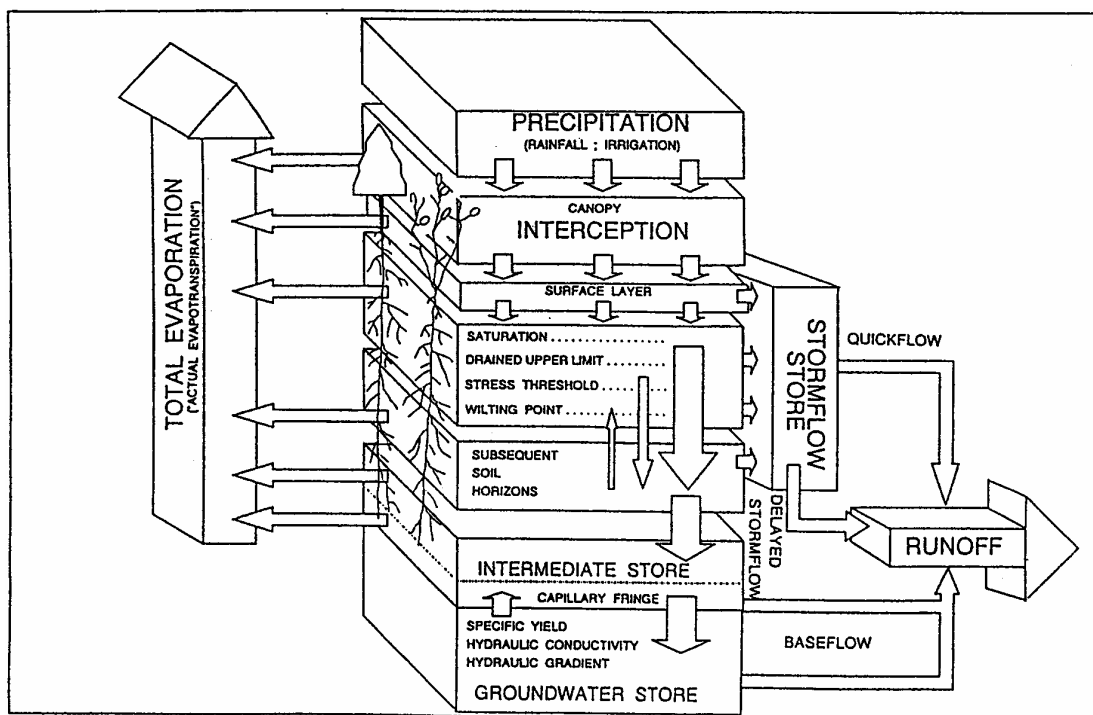 PRECIPITATION
(RAINFALL ; IRRIGATION)
CANOPY
INTERCEPTION
SURFACE LAYER
SATURATION
DRAINED UPPER LIMIT
STRESS THRESHOLD
WILTING POINT
SUBSEQUENT
SOIL
HORIZONS
INTERMEDIATE STORE
CAPILLARY FRINGE
SPECIFIC YIELD
HYDRAULIC CONDUCTIVITY
HYDRAULIC GRADIENT
GROUNDWATER STORE
TOTAL EVAPORATION
("ACTUAL EVAPOTRANSPIRATION")
STORMFLOW
STORE
QUICKFLOW
DELAYED
STORMFLOW
RUNOFF
BASEFLOW